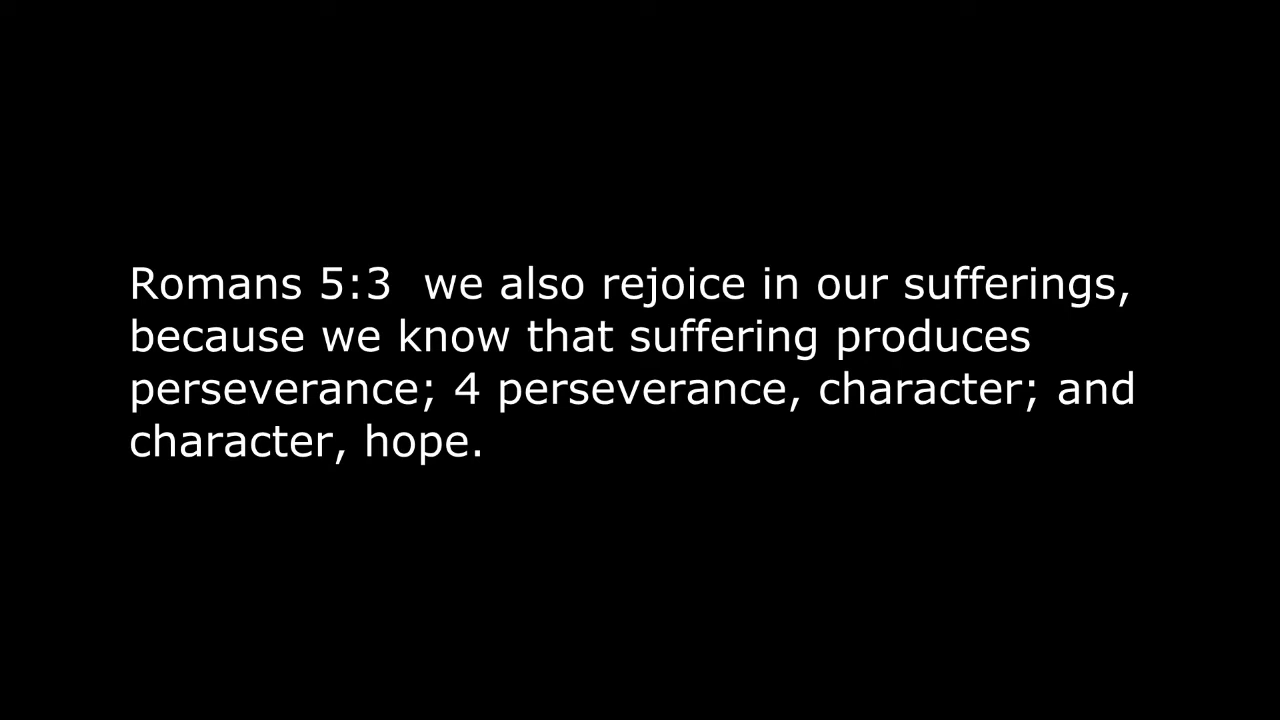 Romans 5:3  we also rejoice in our sufferings,
because we know that suffering produces
perseverance; 4 perseverance, character; and
character, hope.